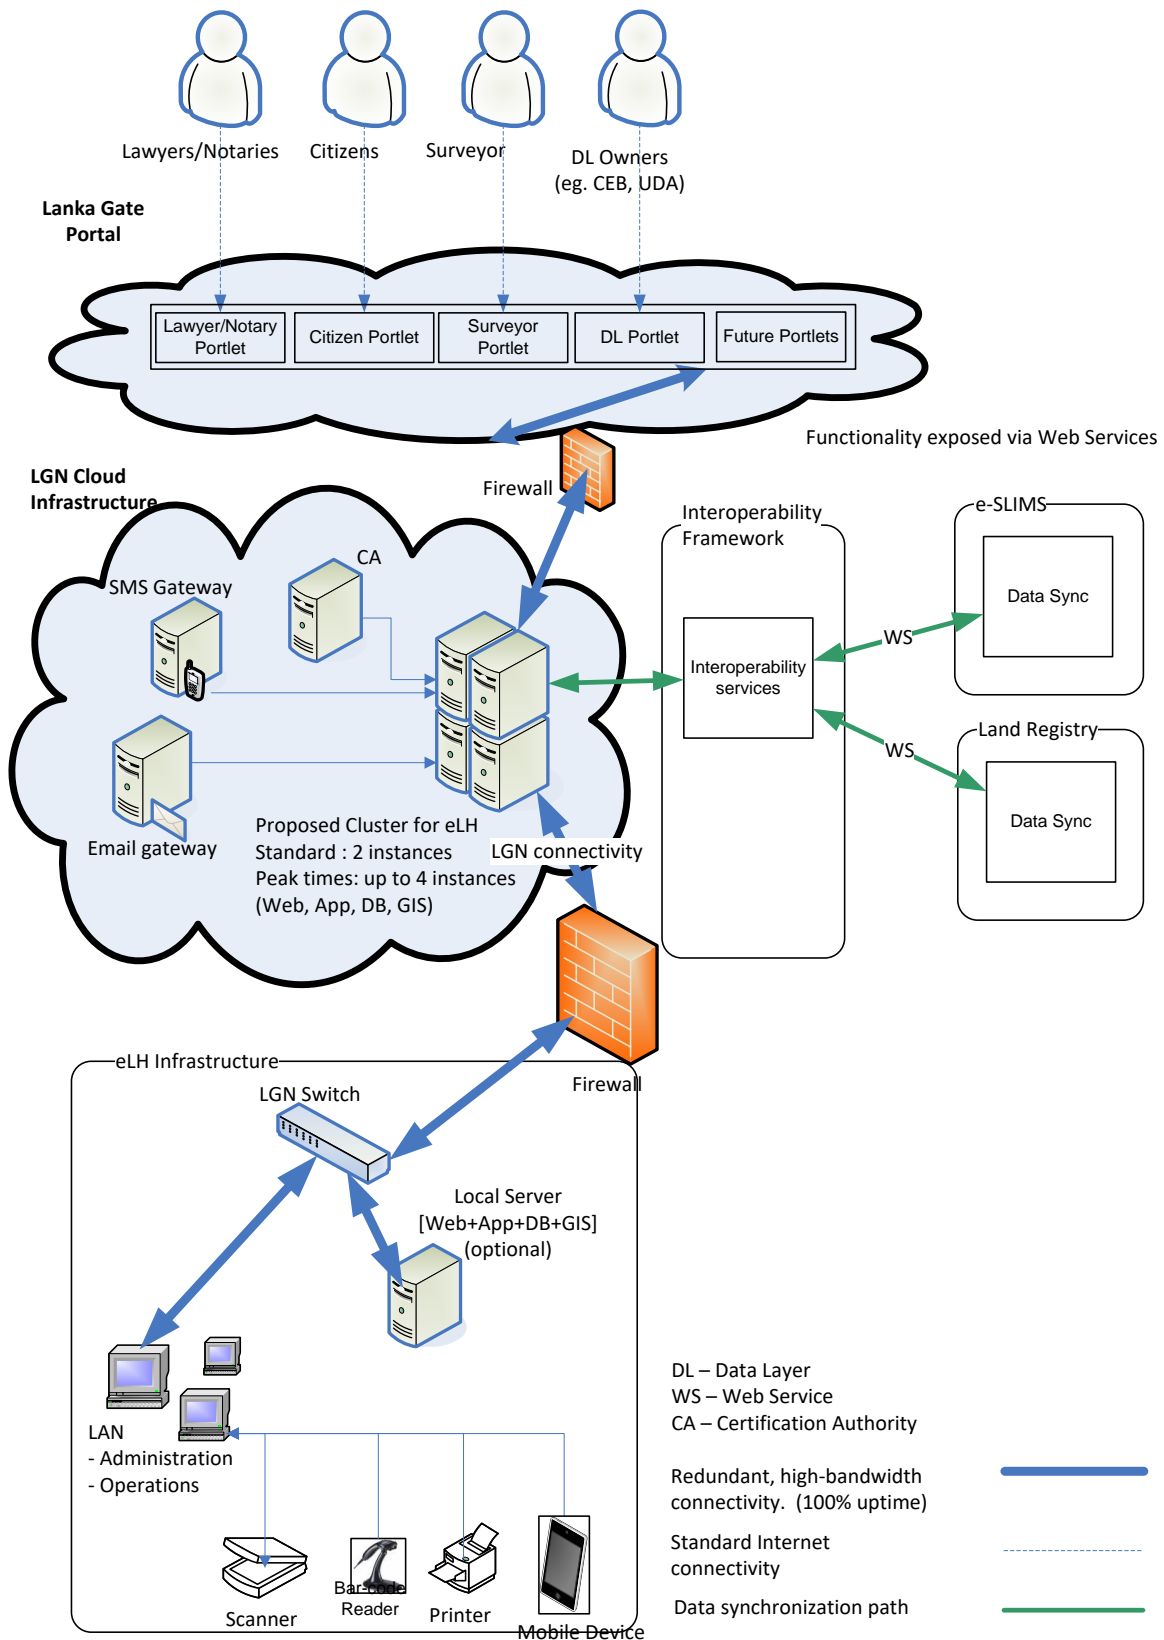 Lawyers/Notaries
Citizens
Surveyor
DL Owners
(eg. CEB, UDA)
Lanka Gate
Portal
Lawyer/Notary
Portlet
Citizen Portlet
Surveyor
Portlet
DL Portlet
Future Portlets
Functionality exposed via Web Services
LGN Cloud
Infrastructure
Firewall
Interoperability
Framework
e-SLIMS
CA
SMS Gateway
Data Sync
WS
Interoperability
services
Land Registry
WS
Data Sync
Email gateway
Proposed Cluster for eLH
Standard : 2 instances
Peak times: up to 4 instances
(Web, App, DB, GIS)
LGN connectivity
eLH Infrastructure
Firewall
LGN Switch
Local Server
[Web+App+DB+GIS]
(optional)
LAN
- Administration
- Operations
Scanner
Bar-code
Reader
Printer
Mobile Device
DL – Data Layer
WS – Web Service
CA – Certification Authority
Redundant, high-bandwidth
connectivity.  (100% uptime)
Standard Internet
connectivity
Data synchronization path